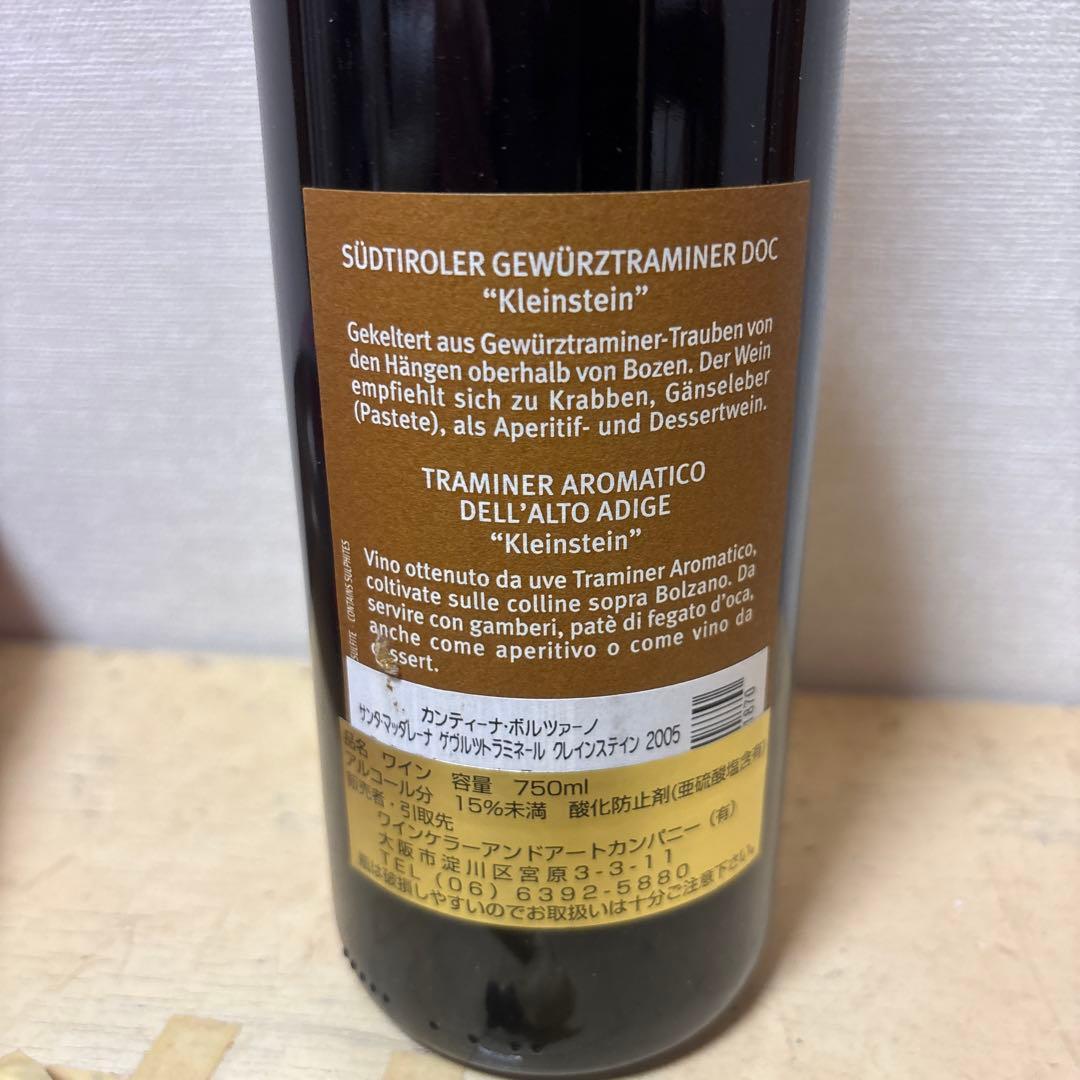 SÜDTIROLER GEWÜRZTRAMINER DOC
“Kleinstein”
Gekeltert aus Gewürztraminer-Trauben von
den Hängen oberhalb von Bozen. Der Wein
empfiehlt sich zu Krabben, Gänseleber
(Pastete), als Aperitif- und Dessertwein.
TRAMINER AROMATICO
DELL’ALTO ADIGE
“Kleinstein”
Vino ottenuto da uve Traminer Aromatico,
coltivate sulle colline sopra Bolzano. Da
servire con gamberi, patè di fegato d’oca,
anche come aperitivo o come vino da
SULFITE - CONTAINS SULPHITES
カンティーナ・ボルツァーノ
サンタ・マッダレーナ ゲヴルツトラミネール クレインステイン 2005
1870
品名 ワイン 容量 750ml
アルコール分 15%未満 酸化防止剤(亜硫酸塩含有)
販売者・引取先
ワインケラーアンドアートカンパニー(有)
大阪市淀川区宮原3-3-11
TEL(06)6392-5880
瓶は破損しやすいのでお取扱いは十分ご注意下さい。